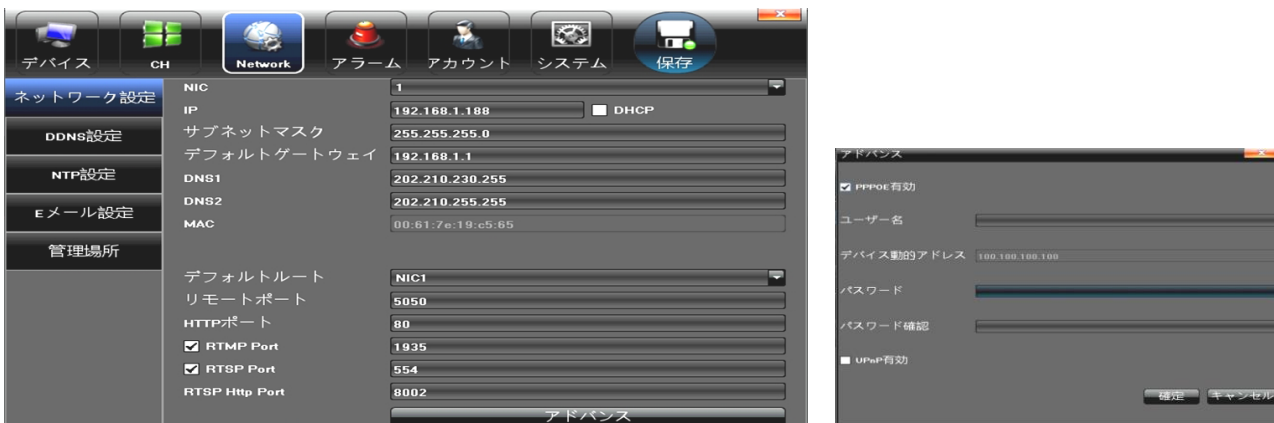 デバイス CH Network アラーム アカウント システム 保存
ネットワーク設定
DDNS設定
NTP設定
Eメール設定
管理場所
NIC 1
IP 192.168.1.188 DHCP
サブネットマスク 255.255.255.0
デフォルトゲートウェイ 192.168.1.1
DNS1 202.210.230.255
DNS2 202.210.255.255
MAC 00:61:7e:19:c5:65
デフォルトルート NIC1
リモートポート 5050
HTTPポート 80
RTMP Port 1935
RTSP Port 554
RTSP Http Port 8002
アドバンス
アドバンス
PPPOE有効
ユーザー名
デバイス動的アドレス 100.100.100.100
パスワード
パスワード確認
UPnP有効
確定 キャンセル